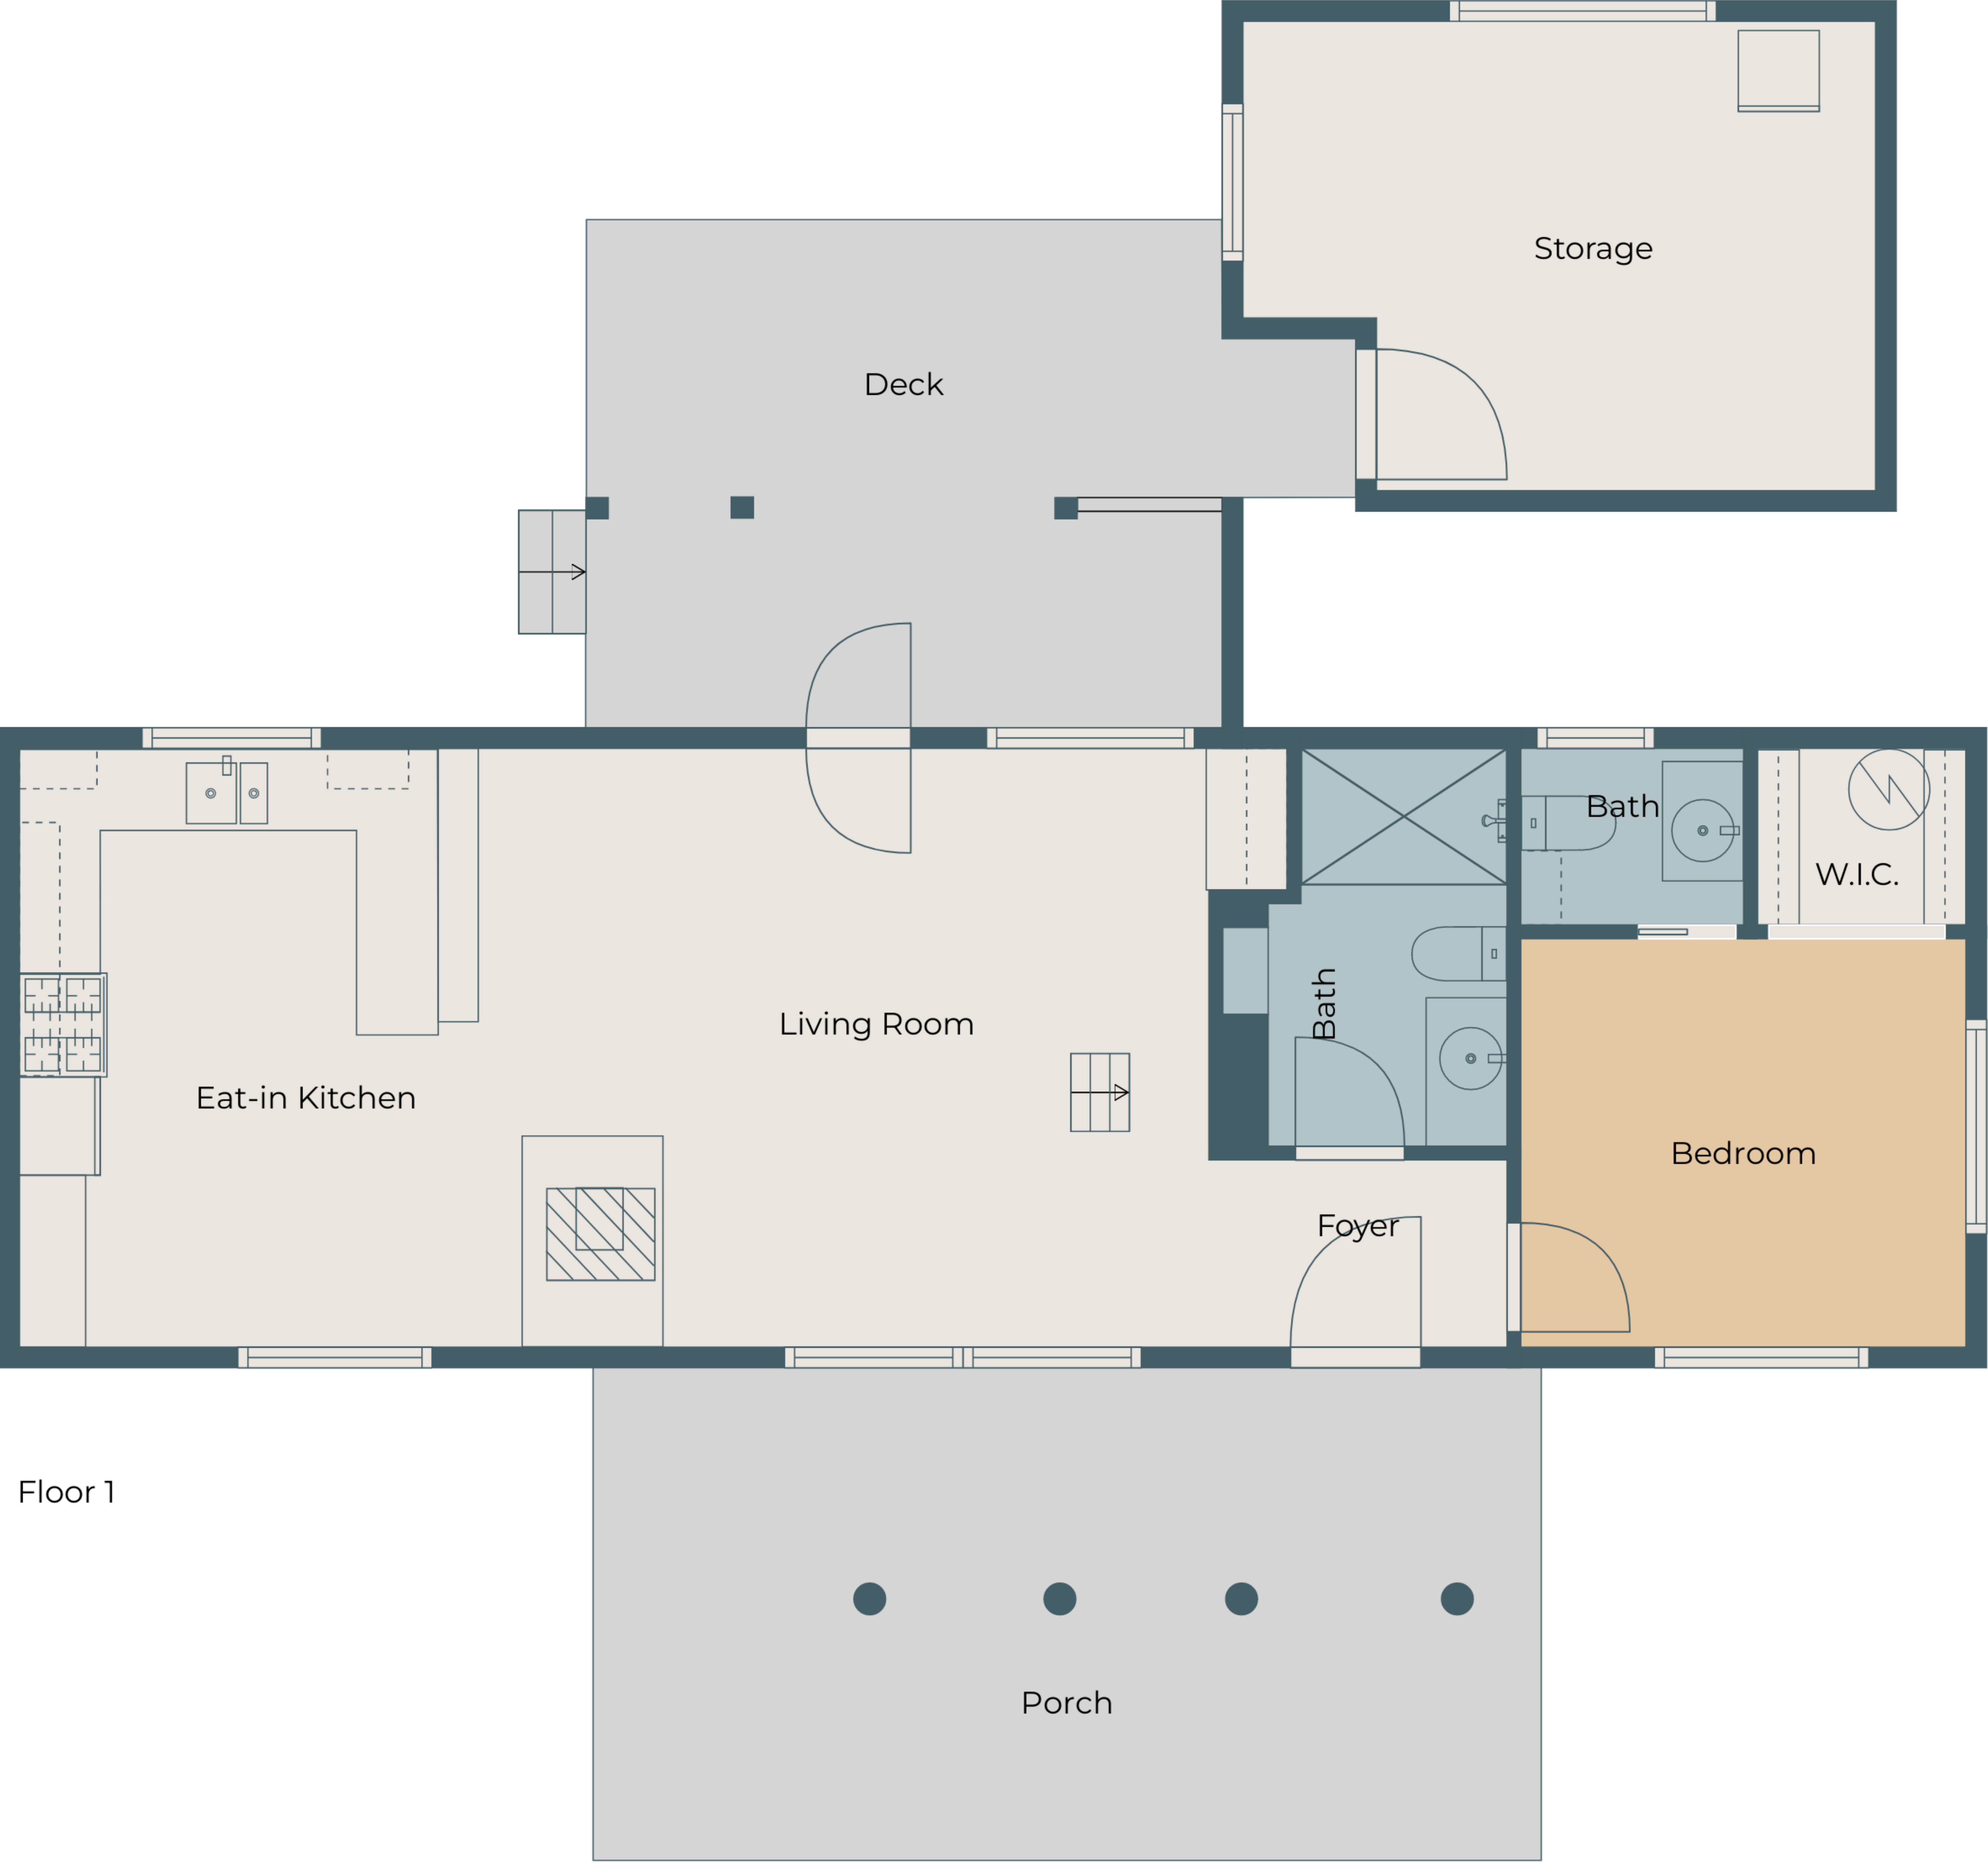 Storage
Deck
Bath
W.I.C.
Bath
Living Room
Eat-in Kitchen
Bedroom
Foyer
Floor 1
Porch